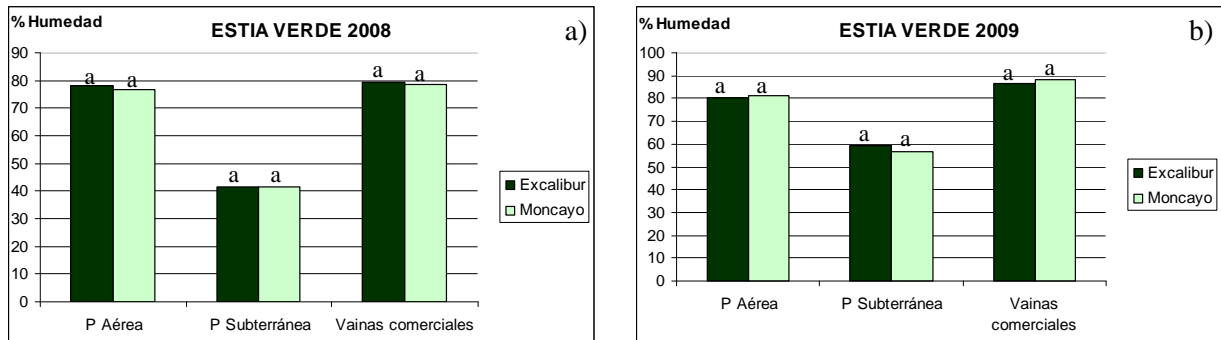 % Humedad
ESTIA VERDE 2008
a)
90
80
70
60
50
40
30
20
10
0
a a
a a
a a
P Aérea P Subterránea Vainas comerciales
Excalibur
Moncayo
% Humedad
ESTIA VERDE 2009
b)
100
90
80
70
60
50
40
30
20
10
0
a a
a a
a a
P Aérea P Subterránea Vainas
comerciales
Excalibur
Moncayo